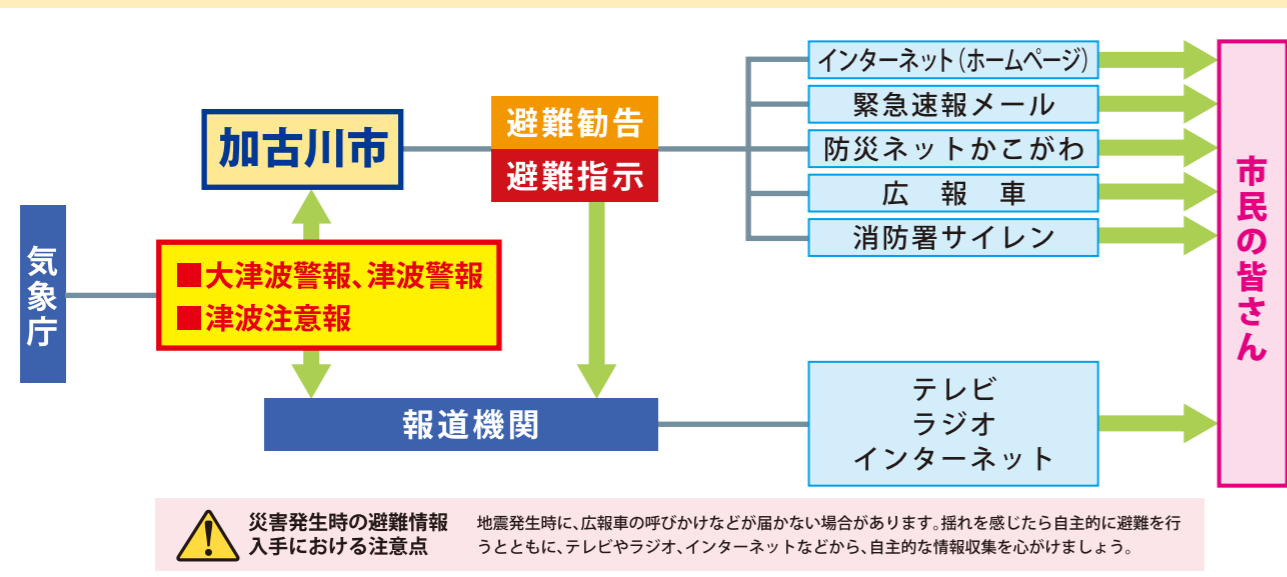 気象庁
加古川市
■大津波警報、津波警報
■津波注意報
避難勧告
避難指示
報道機関
インターネット(ホームページ)
緊急速報メール
防災ネットかこがわ
広報車
消防署サイレン
テレビ
ラジオ
インターネット
市民の皆さん
災害発生時の避難情報
入手における注意点
地震発生時に、広報車の呼びかけなどが届かない場合があります。揺れを感じたら自主的に避難を行
うとともに、テレビやラジオ、インターネットなどから、自主的な情報収集を心がけましょう。